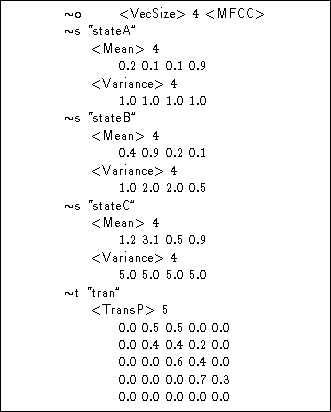 ~o <VecSize> 4 <MFCC>
~s "stateA"
<Mean> 4
0.2 0.1 0.1 0.9
<Variance> 4
1.0 1.0 1.0 1.0
~s "stateB"
<Mean> 4
0.4 0.9 0.2 0.1
<Variance> 4
1.0 2.0 2.0 0.5
~s "stateC"
<Mean> 4
1.2 3.1 0.5 0.9
<Variance> 4
5.0 5.0 5.0 5.0
~t "tran"
<TransP> 5
0.0 0.5 0.5 0.0 0.0
0.0 0.4 0.4 0.2 0.0
0.0 0.0 0.6 0.4 0.0
0.0 0.0 0.0 0.7 0.3
0.0 0.0 0.0 0.0 0.0